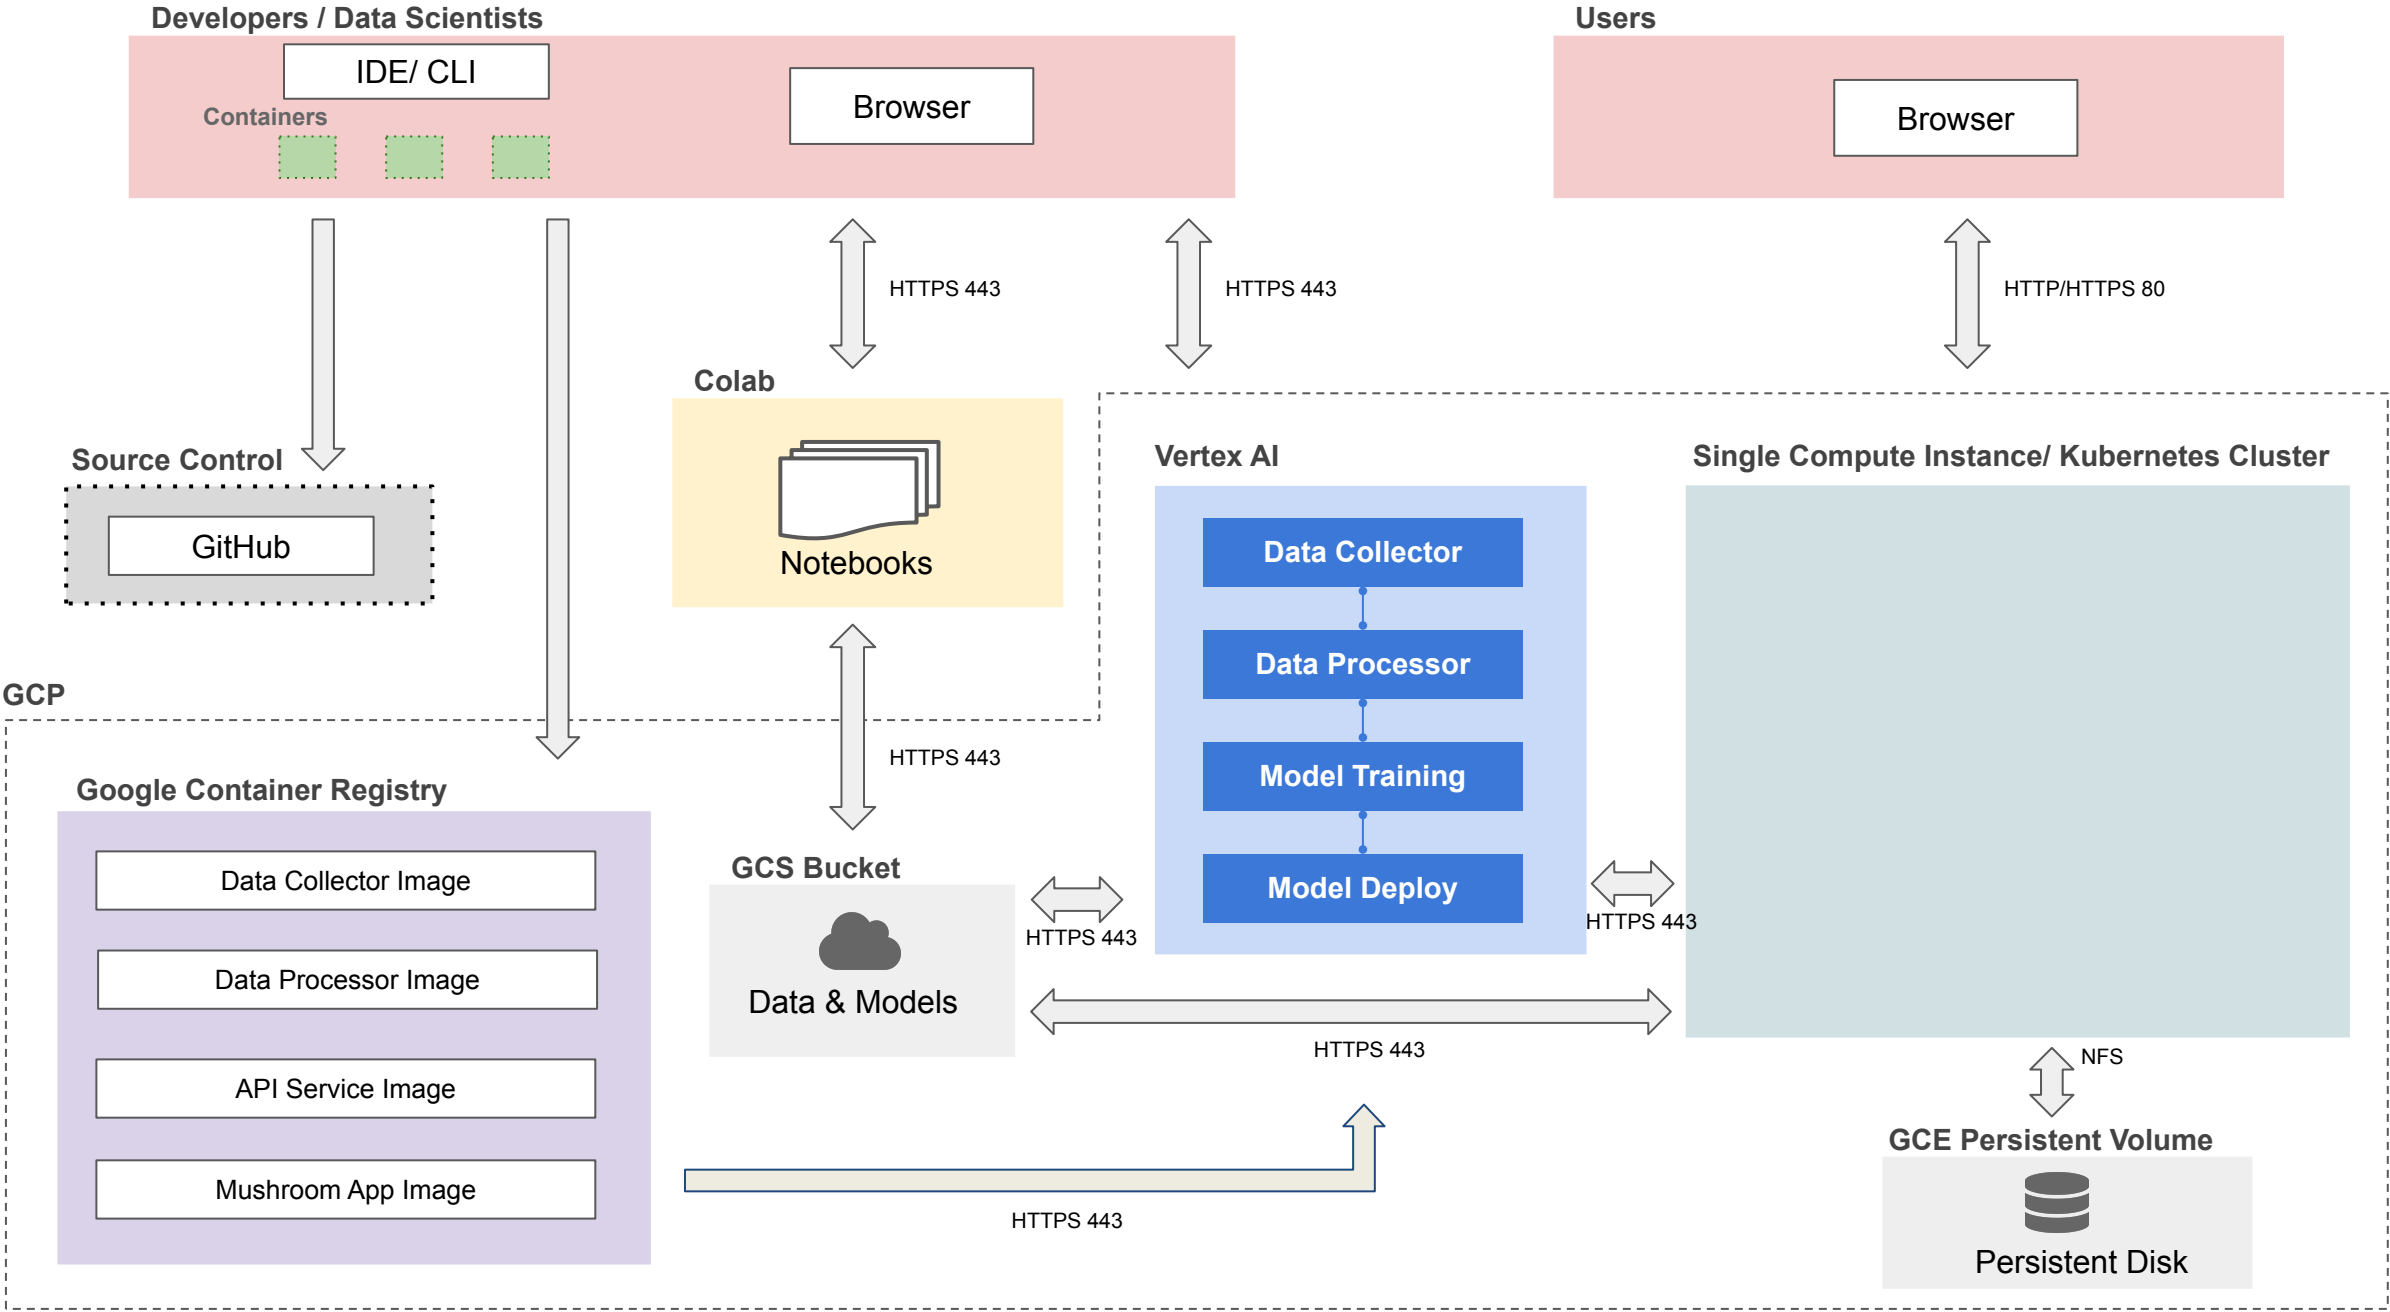 Developers / Data Scientists
Users
IDE/ CLI
Containers
Browser
Browser
HTTPS 443
HTTPS 443
HTTP/HTTPS 80
Colab
Notebooks
Source Control
GitHub
GCP
Vertex AI
Data Collector
Data Processor
Model Training
Model Deploy
Single Compute Instance/ Kubernetes Cluster
HTTPS 443
Google Container Registry
Data Collector Image
Data Processor Image
API Service Image
Mushroom App Image
GCS Bucket
Data & Models
HTTPS 443
HTTPS 443
HTTPS 443
HTTPS 443
NFS
GCE Persistent Volume
Persistent Disk